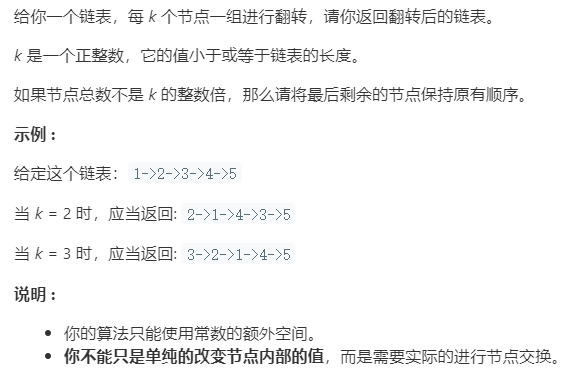 给你一个链表，每 k 个节点一组进行翻转，请你返回翻转后的链表。
k 是一个正整数，它的值小于或等于链表的长度。
如果节点总数不是 k 的整数倍，那么请将最后剩余的节点保持原有顺序。
示例：
给定这个链表：1->2->3->4->5
当 k = 2 时，应当返回: 2->1->4->3->5
当 k = 3 时，应当返回: 3->2->1->4->5
说明：
• 你的算法只能使用常数的额外空间。
• 你不能只是单纯的改变节点内部的值，而是需要实际的进行节点交换。